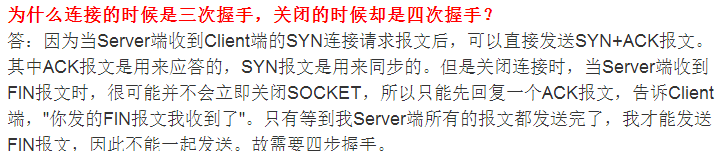 为什么连接的时候是三次握手，关闭的时候却是四次握手？
答：因为当Server端收到Client端的SYN连接请求报文后，可以直接发送SYN+ACK报文。
其中ACK报文是用来应答的，SYN报文是用来同步的。但是关闭连接时，当Server端收到
FIN报文时，很可能并不会立即关闭SOCKET，所以只能先回复一个ACK报文，告诉Client
端，"你发的FIN报文我收到了"。只有等到我Server端所有的报文都发送完了，我才能发送
FIN报文，因此不能一起发送。故需要四步握手。